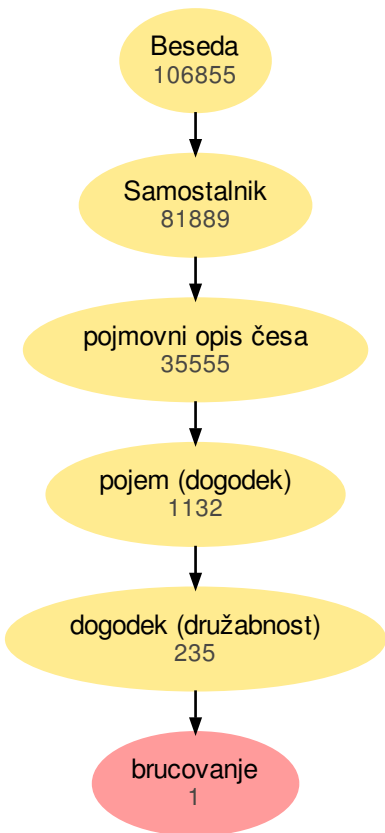 Beseda
106855
Samostalnik
81889
pojmovni opis česa
35555
pojem (dogodek)
1132
dogodek (družabnost)
235
brucovanje
1